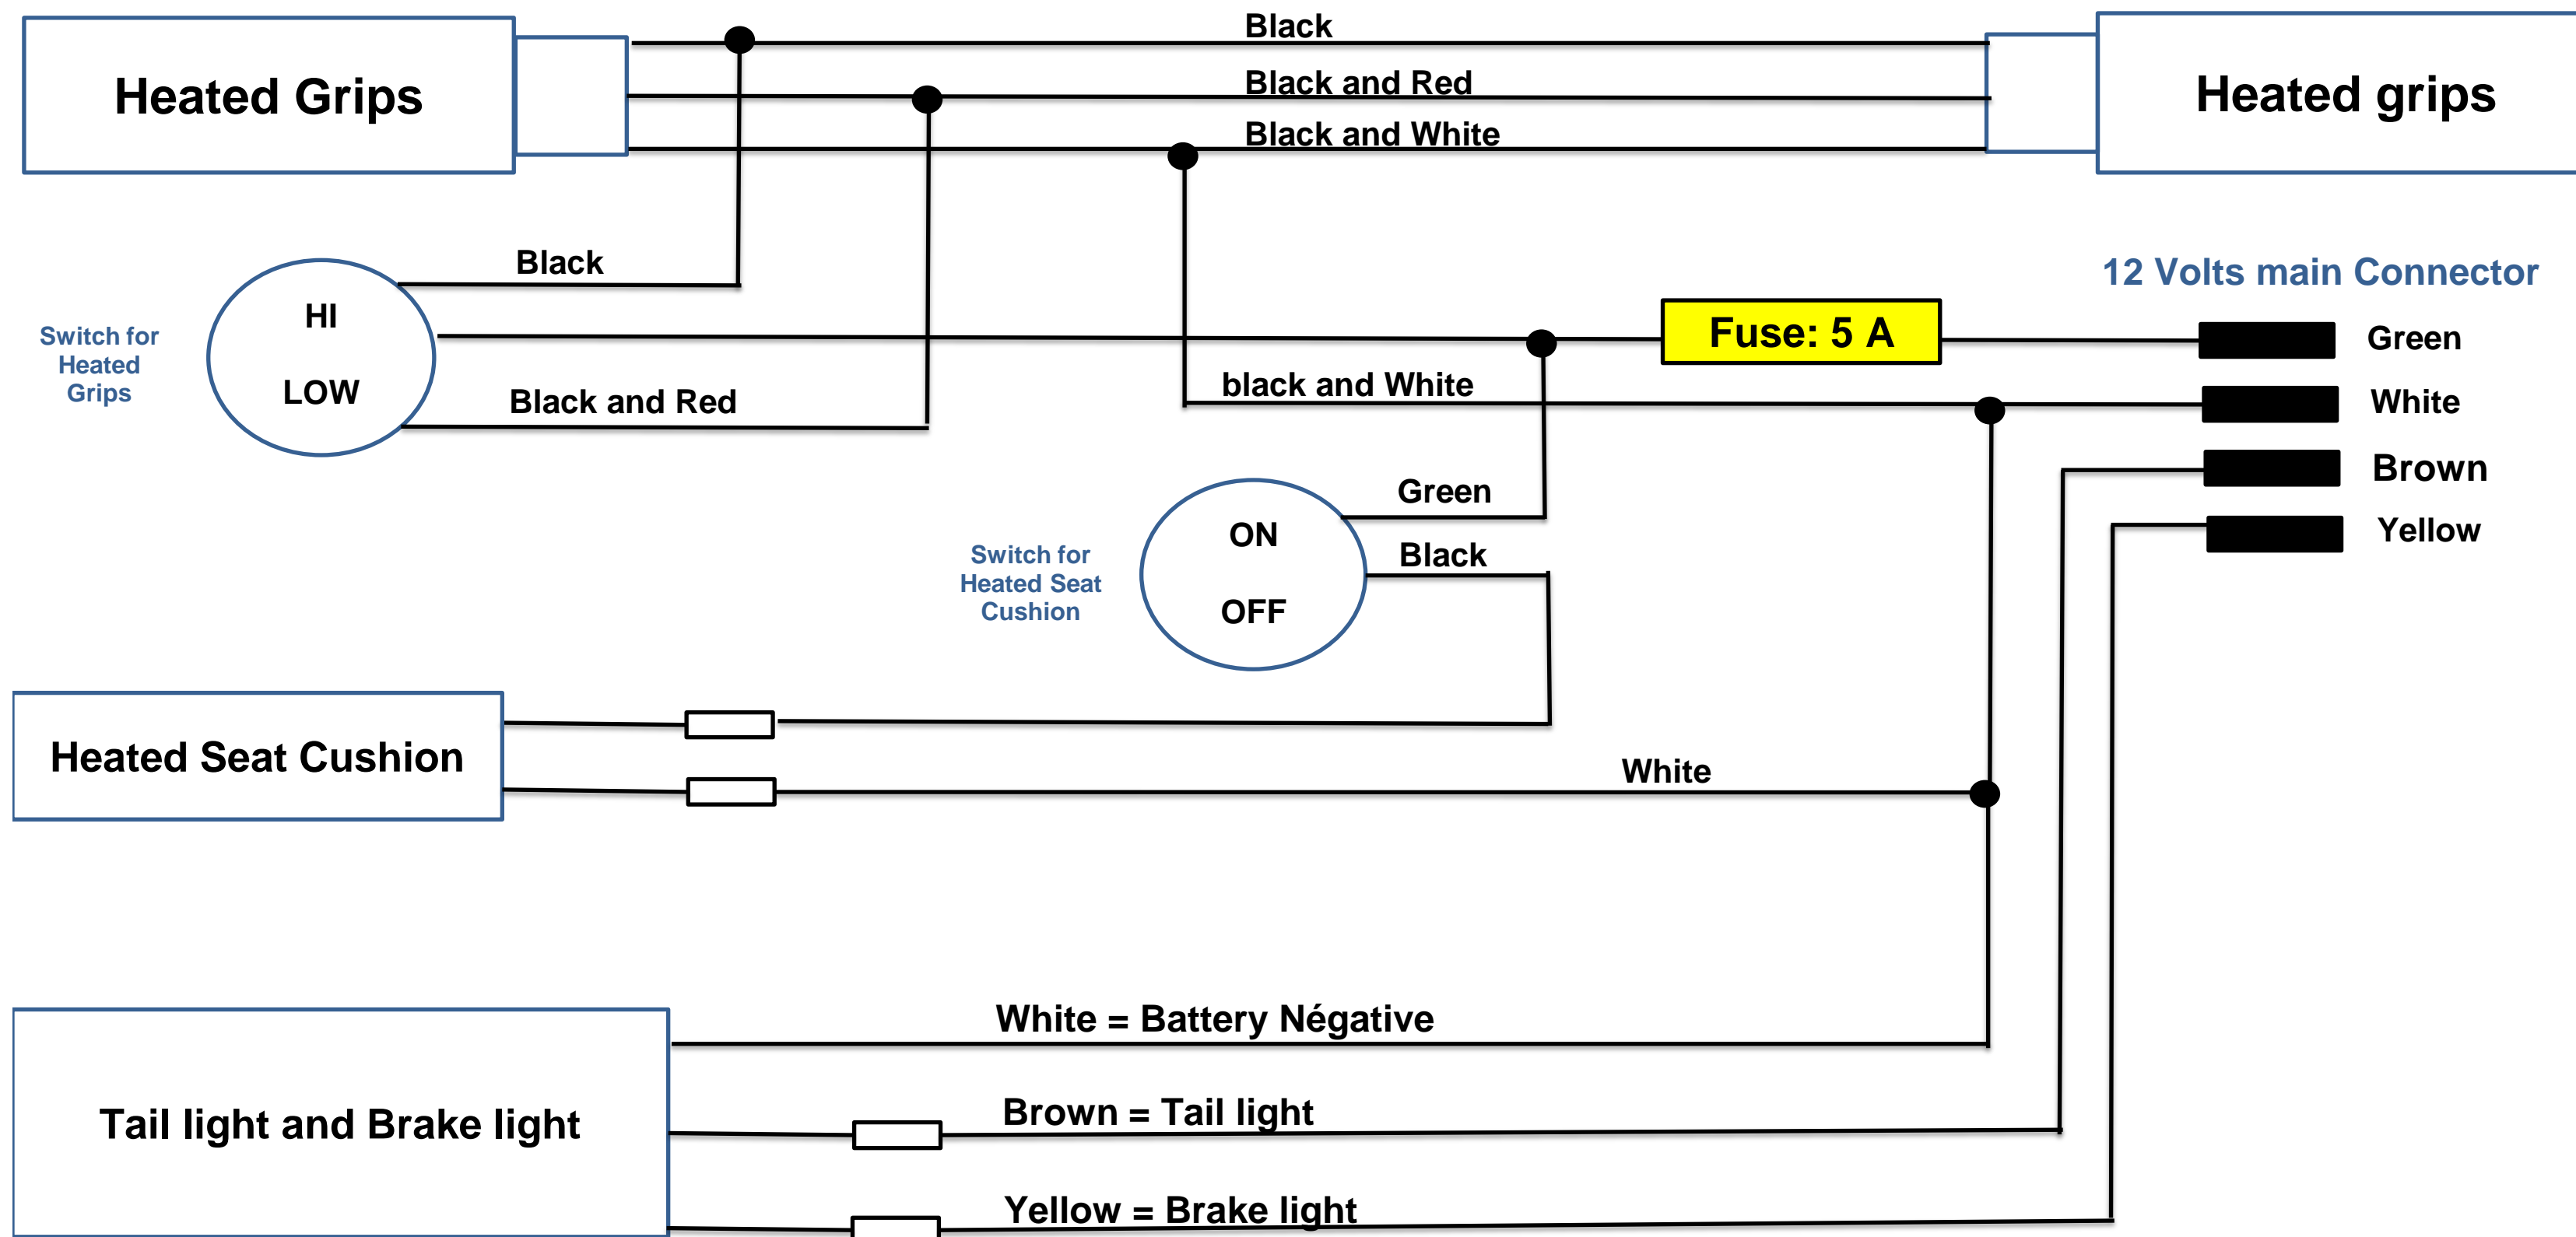 Black
Heated Grips
Black and Red
Heated grips
Black and White
Black
12 Volts main Connector
HI
LOW
Switch for
Heated
Grips
Fuse: 5 A
Green
black and White
White
Black and Red
Brown
Green
Yellow
ON
OFF
Black
Switch for
Heated Seat
Cushion
Heated Seat Cushion
White
White = Battery Négative
Brown = Tail light
Tail light and Brake light
Yellow = Brake light